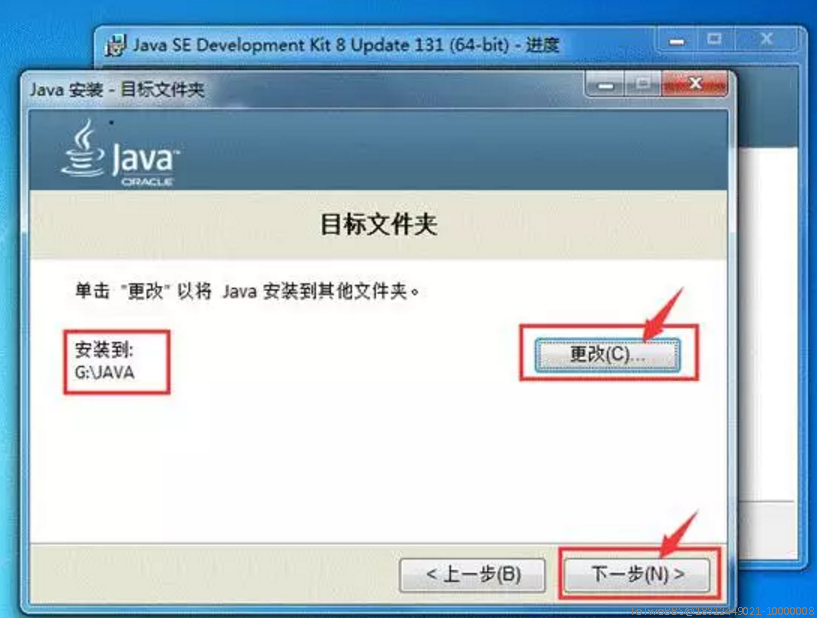 Java SE Development Kit 8 Update 131 (64-bit) - 进度
Java 安装 - 目标文件夹
Java™
ORACLE
目标文件夹
单击 "更改" 以将 Java 安装到其他文件夹。
安装到:
G:\JAVA
更改(C)...
< 上一步(B)
下一步(N) >